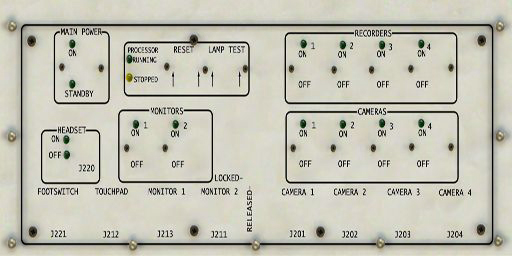 MAIN POWER
ON
STANDBY
PROCESSOR
RUNNING
STOPPED
RESET
LAMP TEST
RECORDERS
1 2 3 4
ON ON ON ON
OFF OFF OFF OFF
MONITORS
1 2
ON ON
OFF OFF
CAMERAS
1 2 3 4
ON ON ON ON
OFF OFF OFF OFF
HEADSET
ON
OFF
J220
LOCKED-
RELEASED-
FOOTSWITCH TOUCHPAD MONITOR 1 MONITOR 2 CAMERA 1 CAMERA 2 CAMERA 3 CAMERA 4
J221 J212 J213 J211 J201 J202 J203 J204